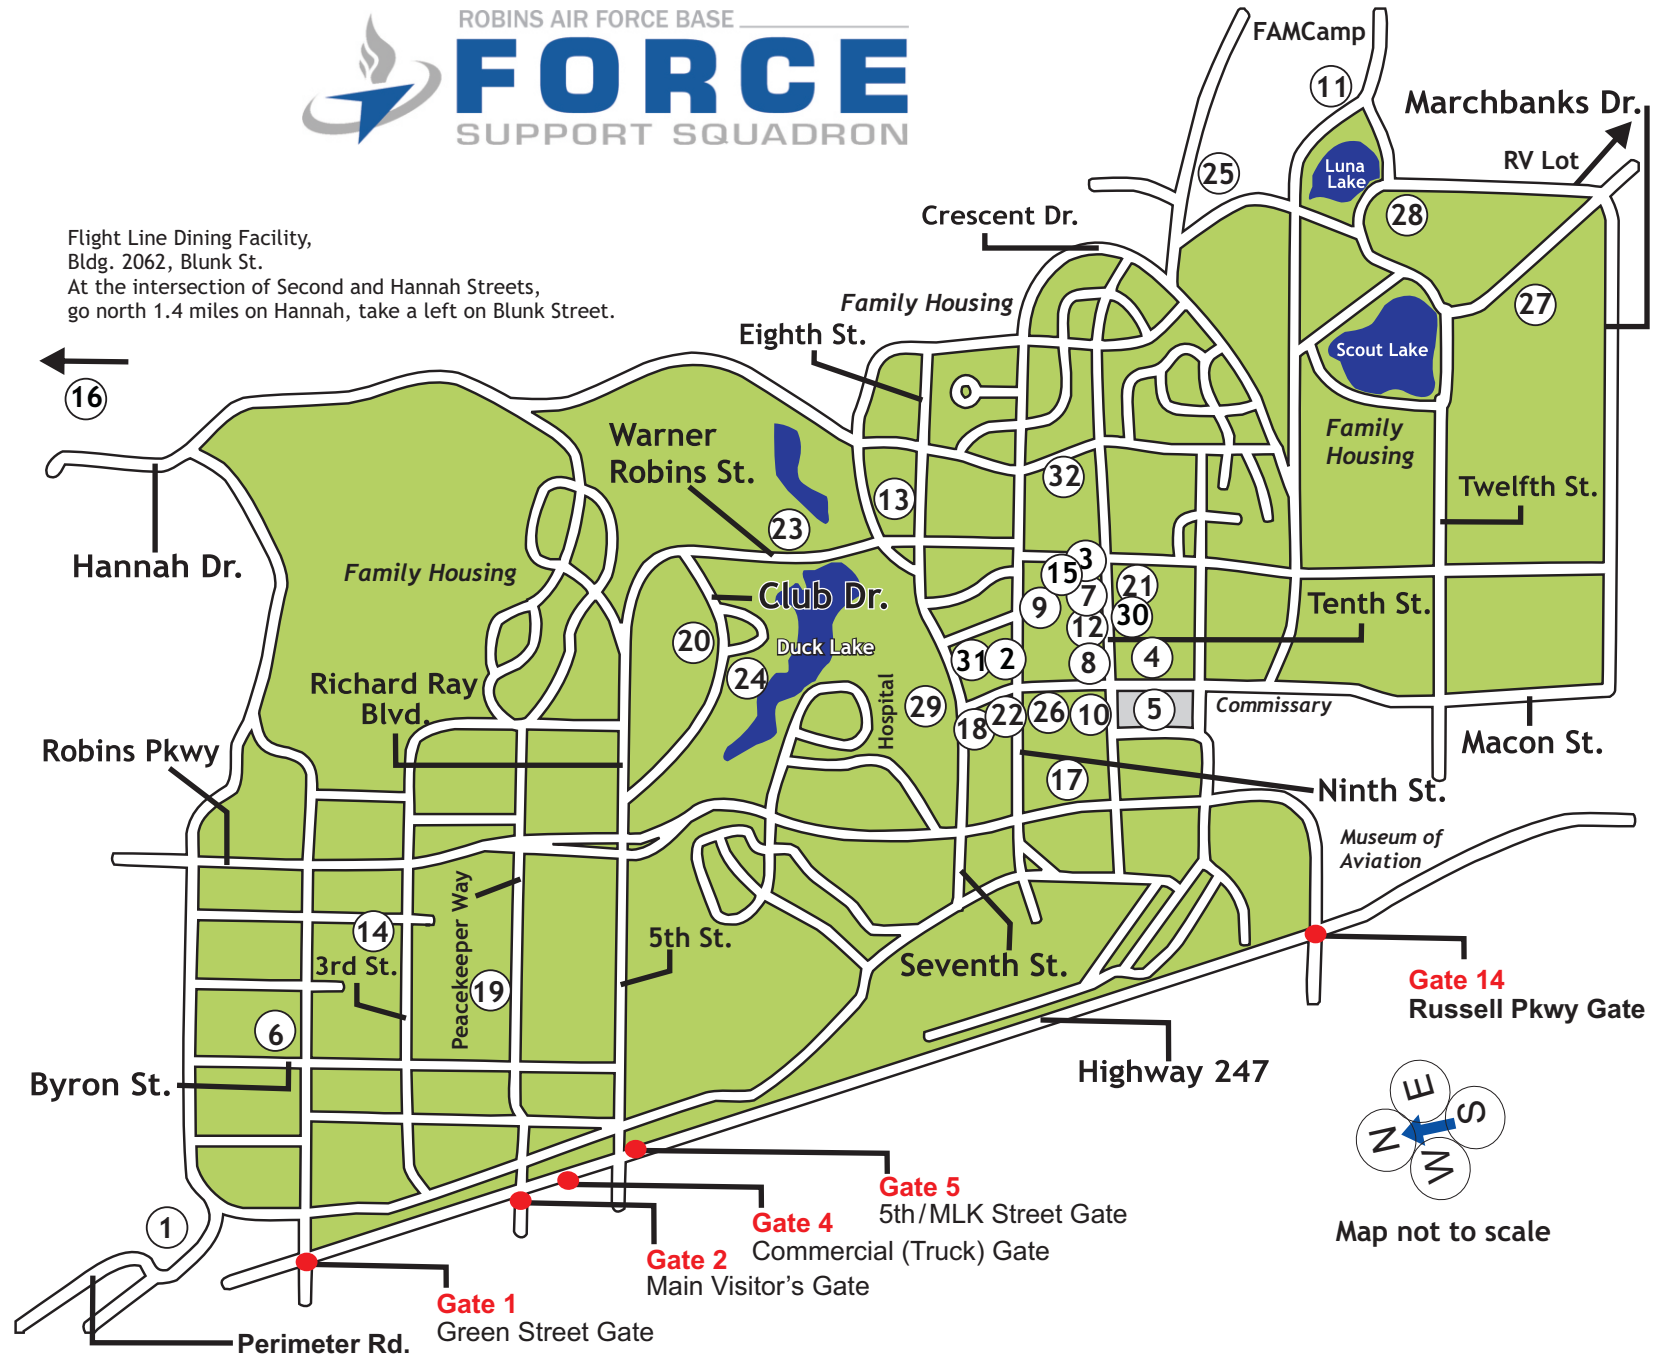 ROBINS AIR FORCE BASE
FORCE
SUPPORT SQUADRON
FAMCamp
11
Marchbanks Dr.
RV Lot
Luna
Lake
25
28
Crescent Dr.
Flight Line Dining Facility,
Bldg. 2062, Blunk St.
At the intersection of Second and Hannah Streets,
go north 1.4 miles on Hannah, take a left on Blunk Street.
16
Family Housing
Eighth St.
27
Scout Lake
Family
Housing
Warner
Robins St.
32
13
23
Twelfth St.
Hannah Dr.
Family Housing
Club Dr.
Duck Lake
3
15
7
21
9
30
12
Tenth St.
20
24
31
2
8
4
Richard Ray
Blvd.
Hospital
29
18
22
26
10
5
Commissary
Macon St.
Robins Pkwy
17
Ninth St.
Museum of
Aviation
Peacekeeper Way
14
3rd St.
19
5th St.
Seventh St.
Gate 14
Russell Pkwy Gate
6
Byron St.
Highway 247
E
S
N
W
Map not to scale
1
Gate 5
5th/MLK Street Gate
Gate 4
Commercial (Truck) Gate
Gate 2
Main Visitor's Gate
Gate 1
Green Street Gate
Perimeter Rd.